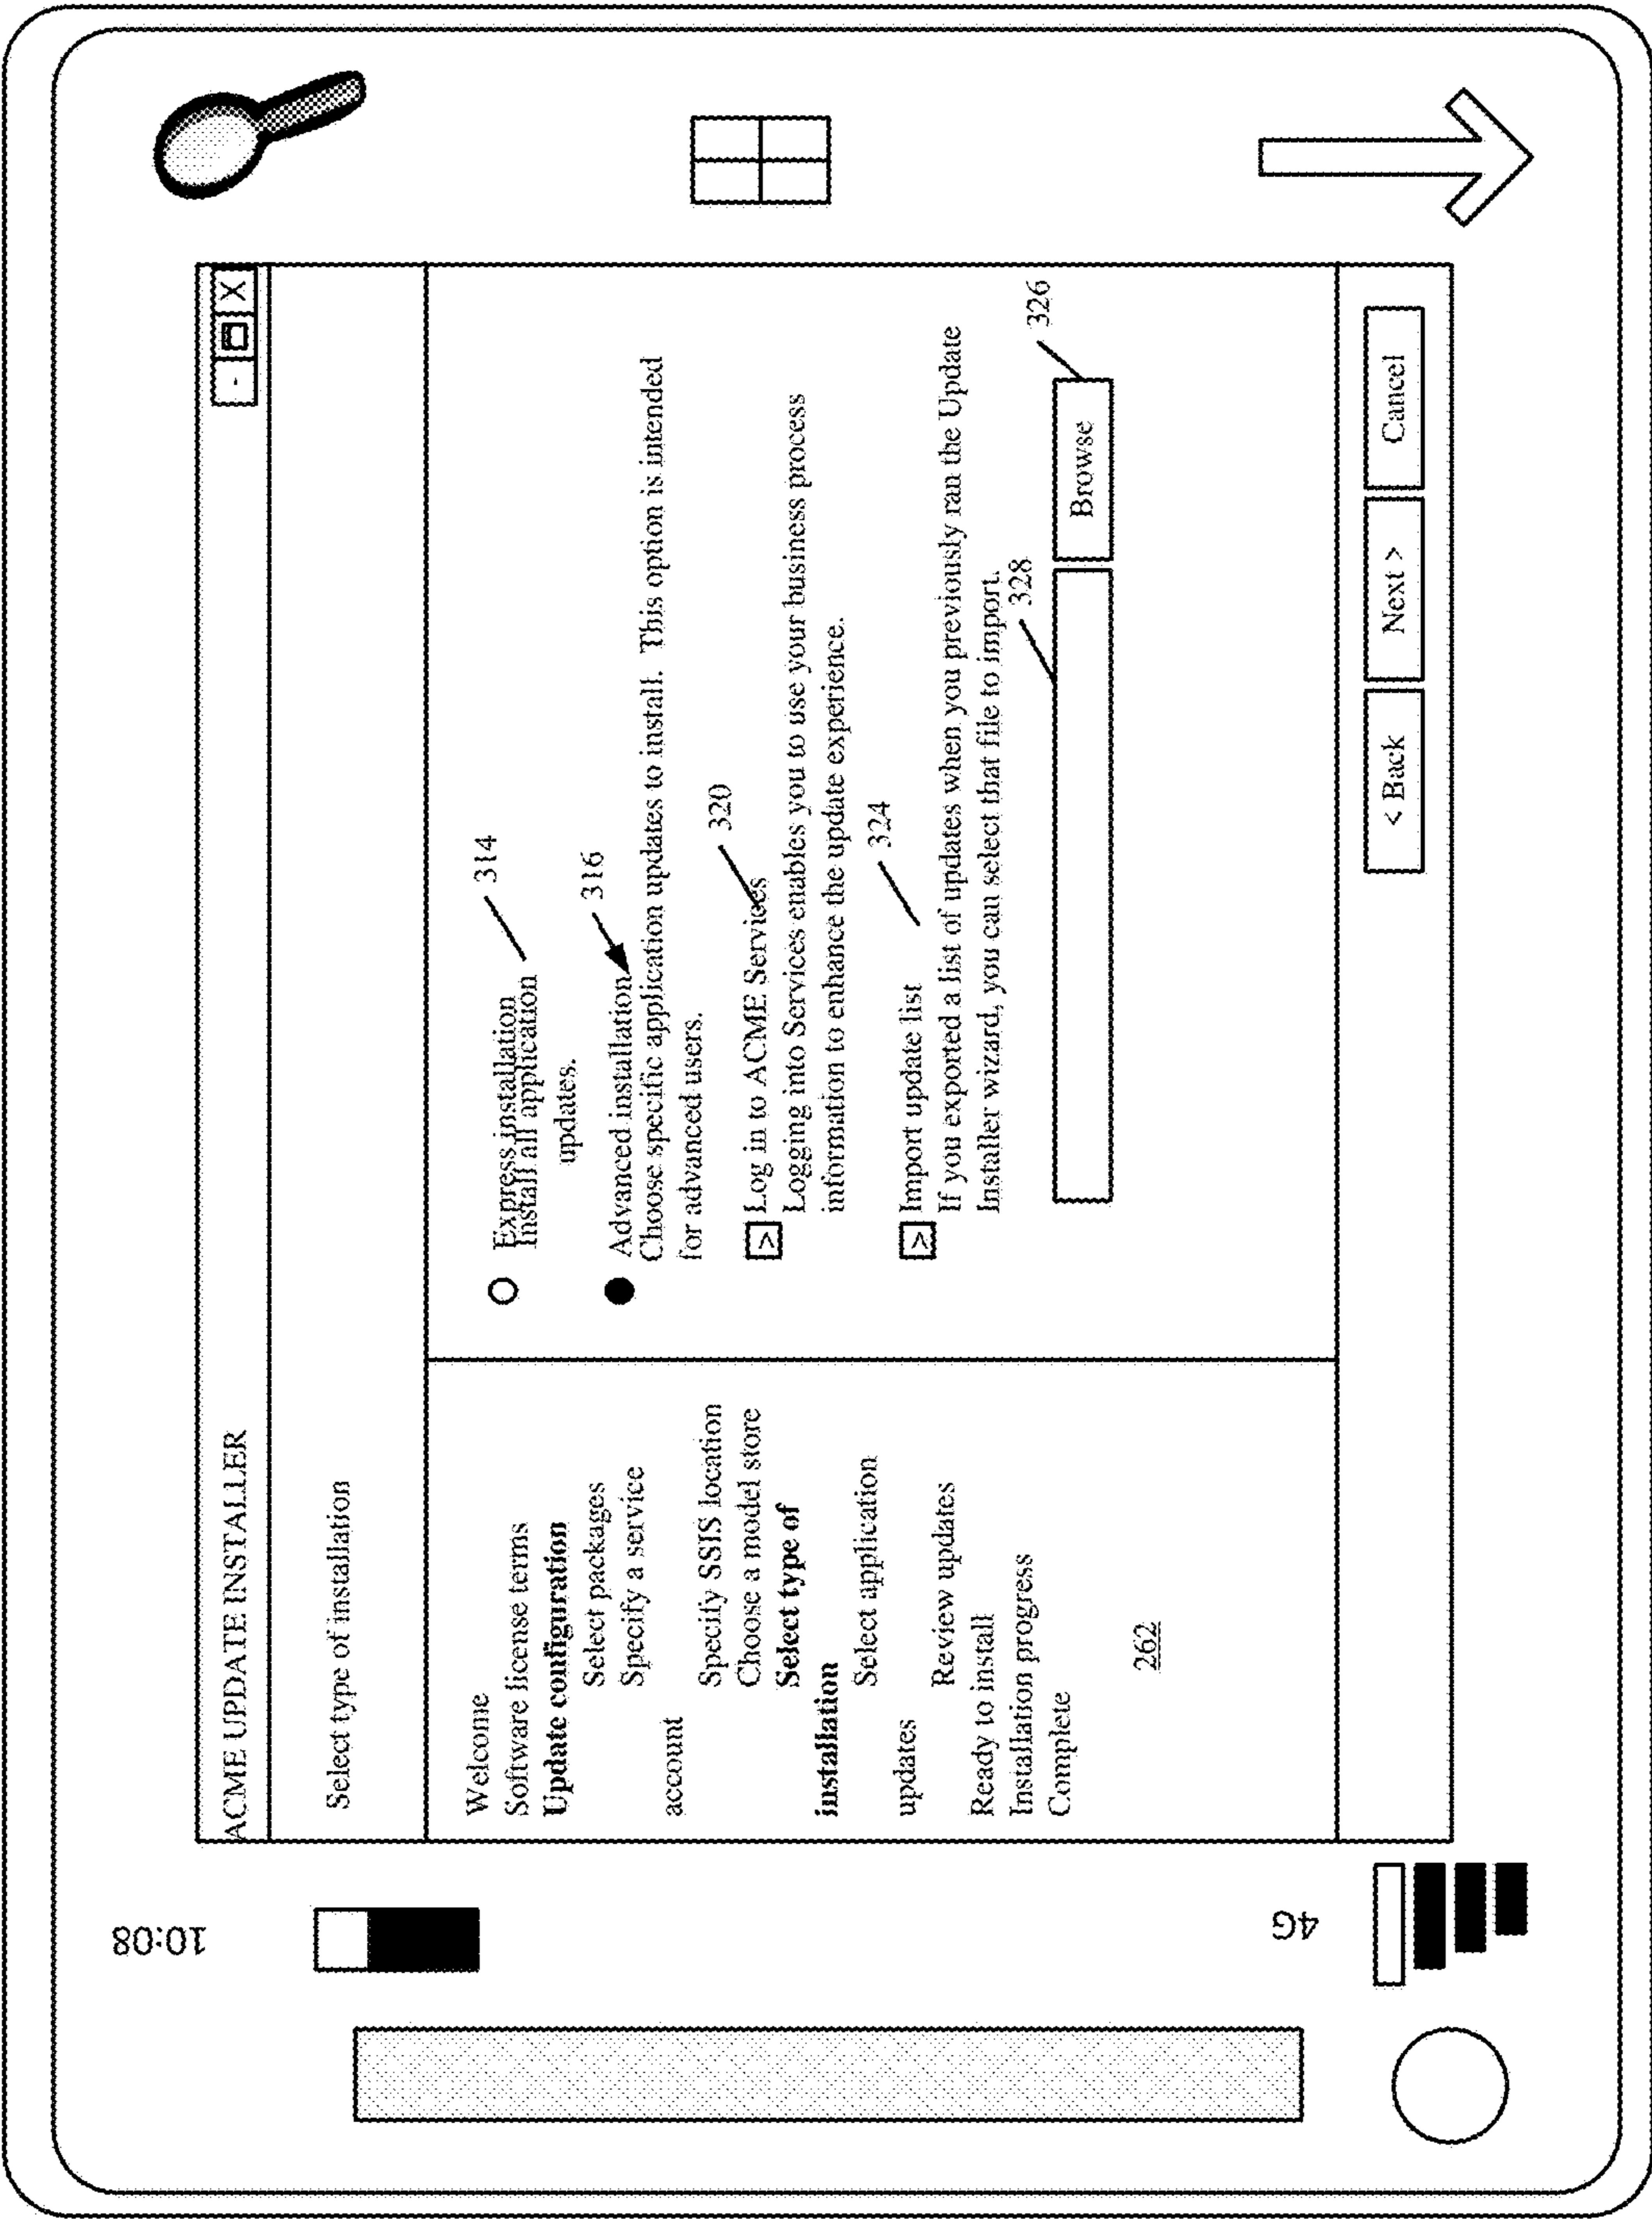 10:08
4G
ACME UPDATE INSTALLER
- X
Select type of installation
Welcome
Software license terms
Update configuration
Select packages
Specify a service
account
Specify SSIS location
Choose a model store
Select type of
installation
Select application
updates
Review updates
Ready to install
Installation progress
Complete
262
314
Express installation
Install all application
updates.
316
Advanced installation
Choose specific application updates to install. This option is intended
for advanced users.
320
> Log in to ACME Services
Logging into Services enables you to use your business process
information to enhance the update experience.
324
> Import update list
If you exported a list of updates when you previously ran the Update
Installer wizard, you can select that file to import.
328
326
Browse
< Back
Next >
Cancel